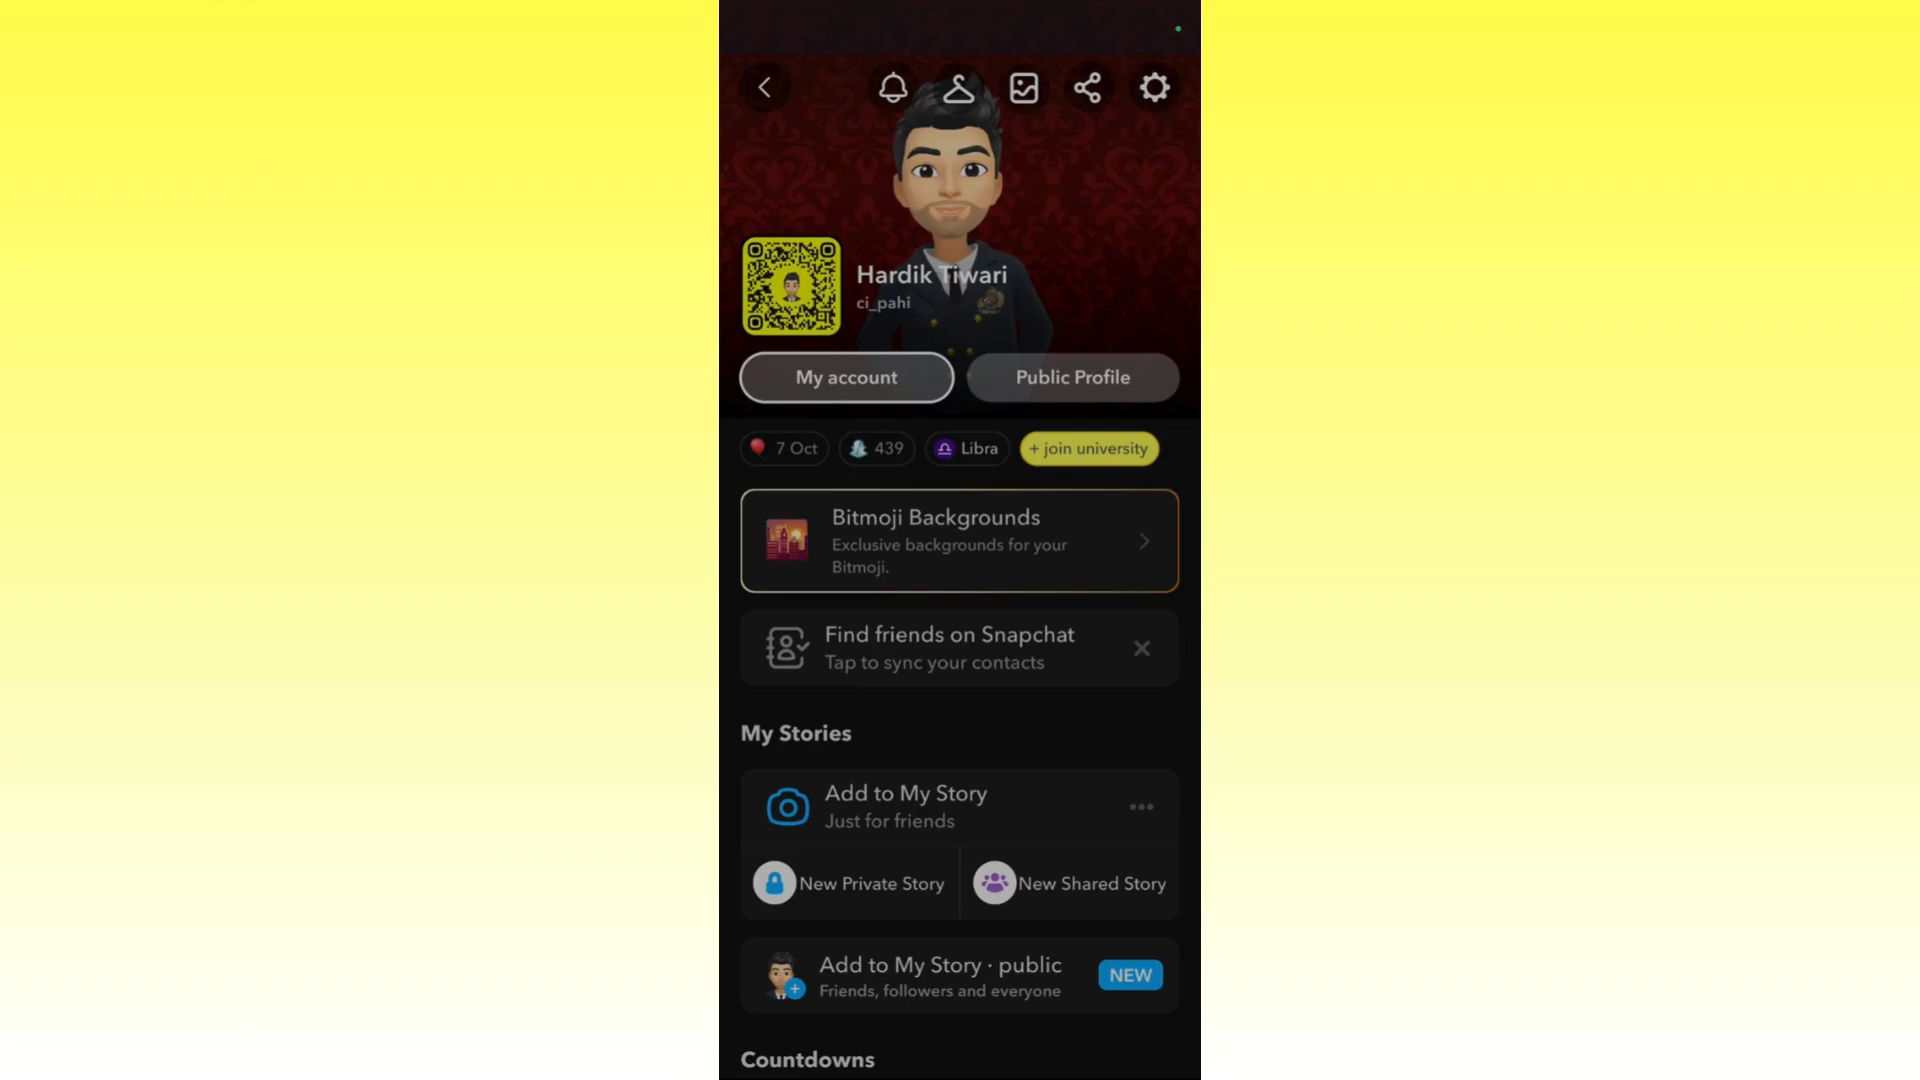 Hardik Tiwari
ci_pahi
My account
Public Profile
7 Oct
439
Libra
+ join university
Bitmoji Backgrounds
Exclusive backgrounds for your
Bitmoji.
Find friends on Snapchat
Tap to sync your contacts
My Stories
Add to My Story
Just for friends
New Private Story
New Shared Story
Add to My Story · public
Friends, followers and everyone
NEW
Countdowns